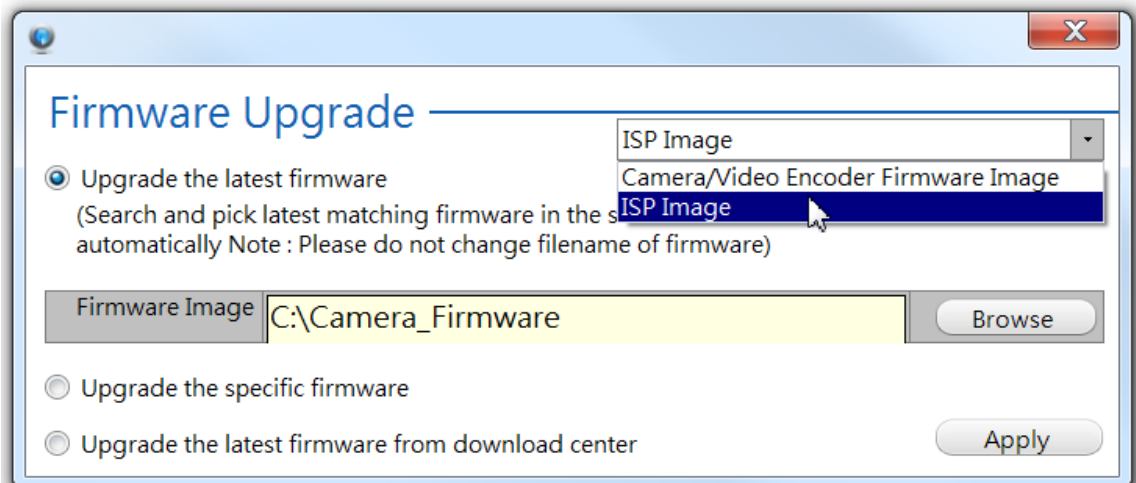 Firmware Upgrade
ISP Image
Camera/Video Encoder Firmware Image
ISP Image
Upgrade the latest firmware
(Search and pick latest matching firmware in the s
automatically Note : Please do not change filename of firmware)
Firmware Image
C:\Camera_Firmware
Browse
Upgrade the specific firmware
Upgrade the latest firmware from download center
Apply